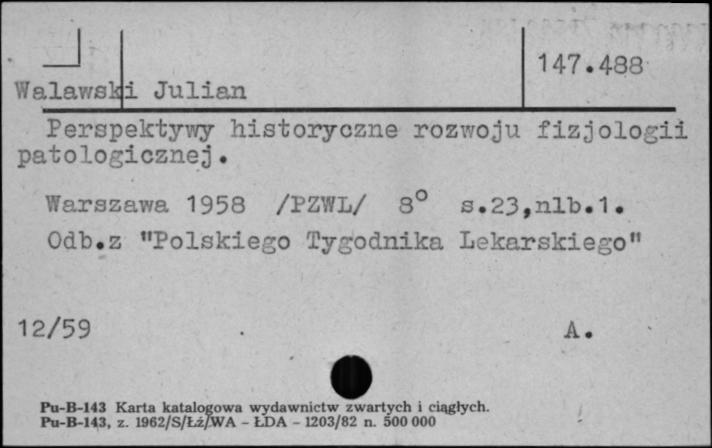 147.488
Walawski Julian
Perspektywy historyczne rozwoju fizjologii
patologicznej.
Warszawa 1958 /PZWL/ 8° s.23,nlb.1.
Odb.z "Polskiego Tygodnika Lekarskiego"
12/59 A.
Pu-B-143 Karta katalogowa wydawnictw zwartych i ciągłych.
Pu-B-143, z. 1962/S/Łż/WA - ŁDA - 1203/82 n. 500 000